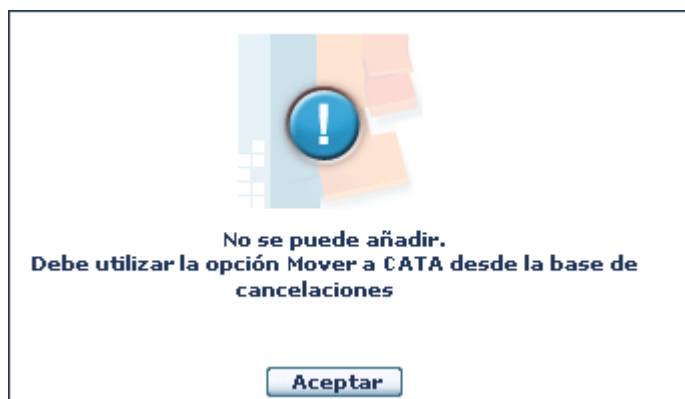 No se puede añadir.
Debe utilizar la opción Mover a CATA desde la base de
cancelaciones
Aceptar